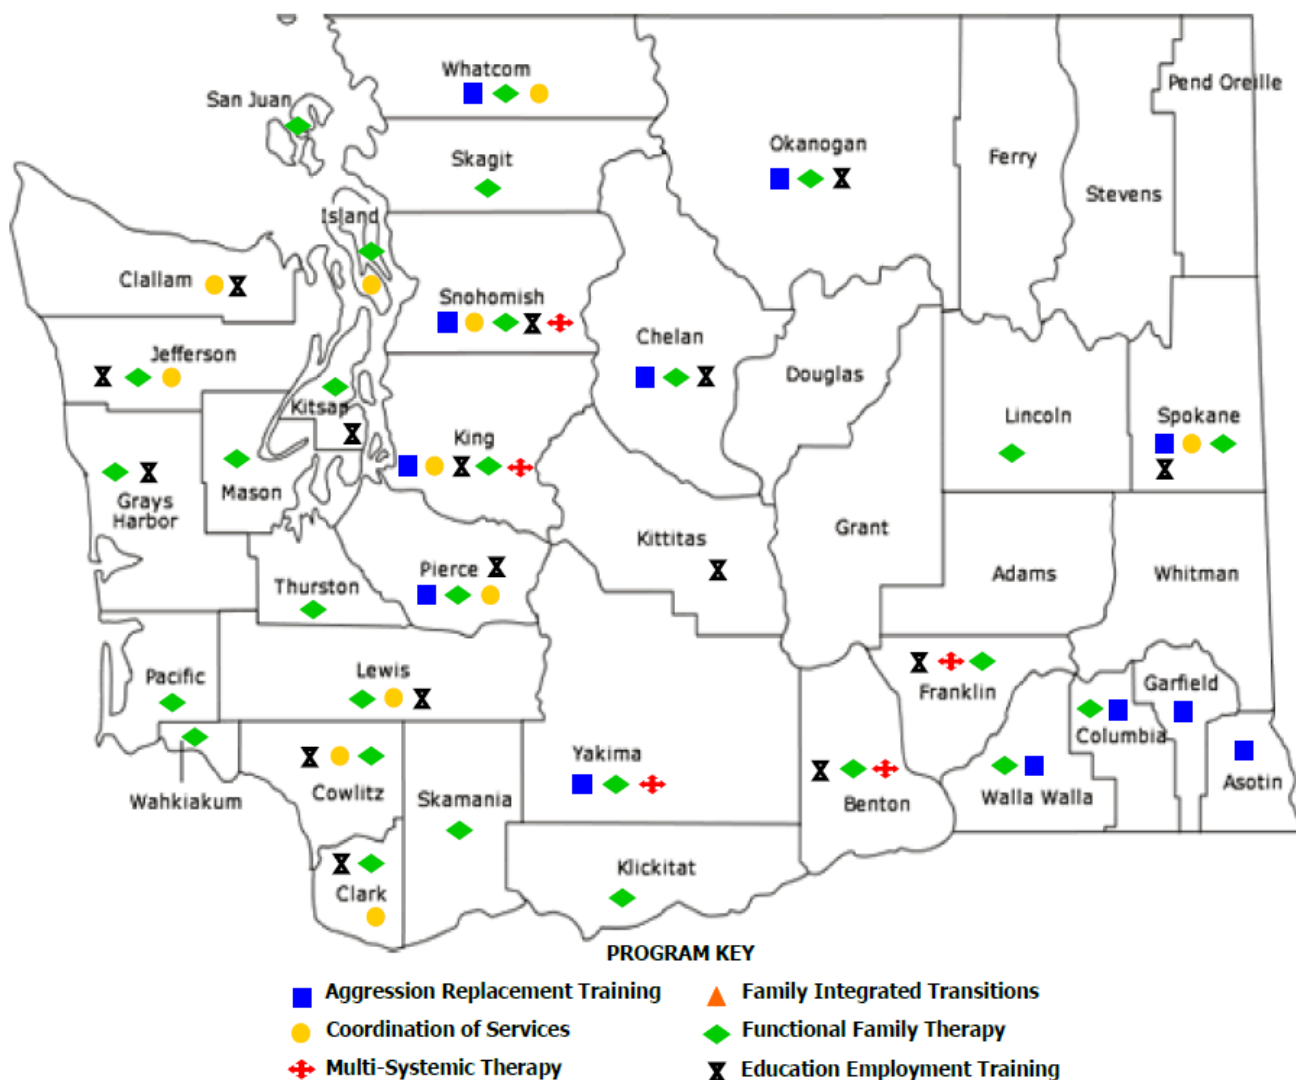 Whatcom
Pend Oreille
San Juan
Okanogan
Ferry
Skagit
Stevens
Island
Clallam
Snohomish
Chelan
Jefferson
Douglas
Kitsap
Lincoln
Spokane
King
Mason
Grays
Harbor
Grant
Kittitas
Pierce
Adams
Whitman
Thurston
Lewis
Pacific
Franklin
Garfield
Columbia
Yakima
Asotin
Cowlitz
Skamania
Walla Walla
Benton
Wahkiakum
Klickitat
Clark
PROGRAM KEY
Aggression Replacement Training
Family Integrated Transitions
Coordination of Services
Functional Family Therapy
Multi-Systemic Therapy
Education Employment Training